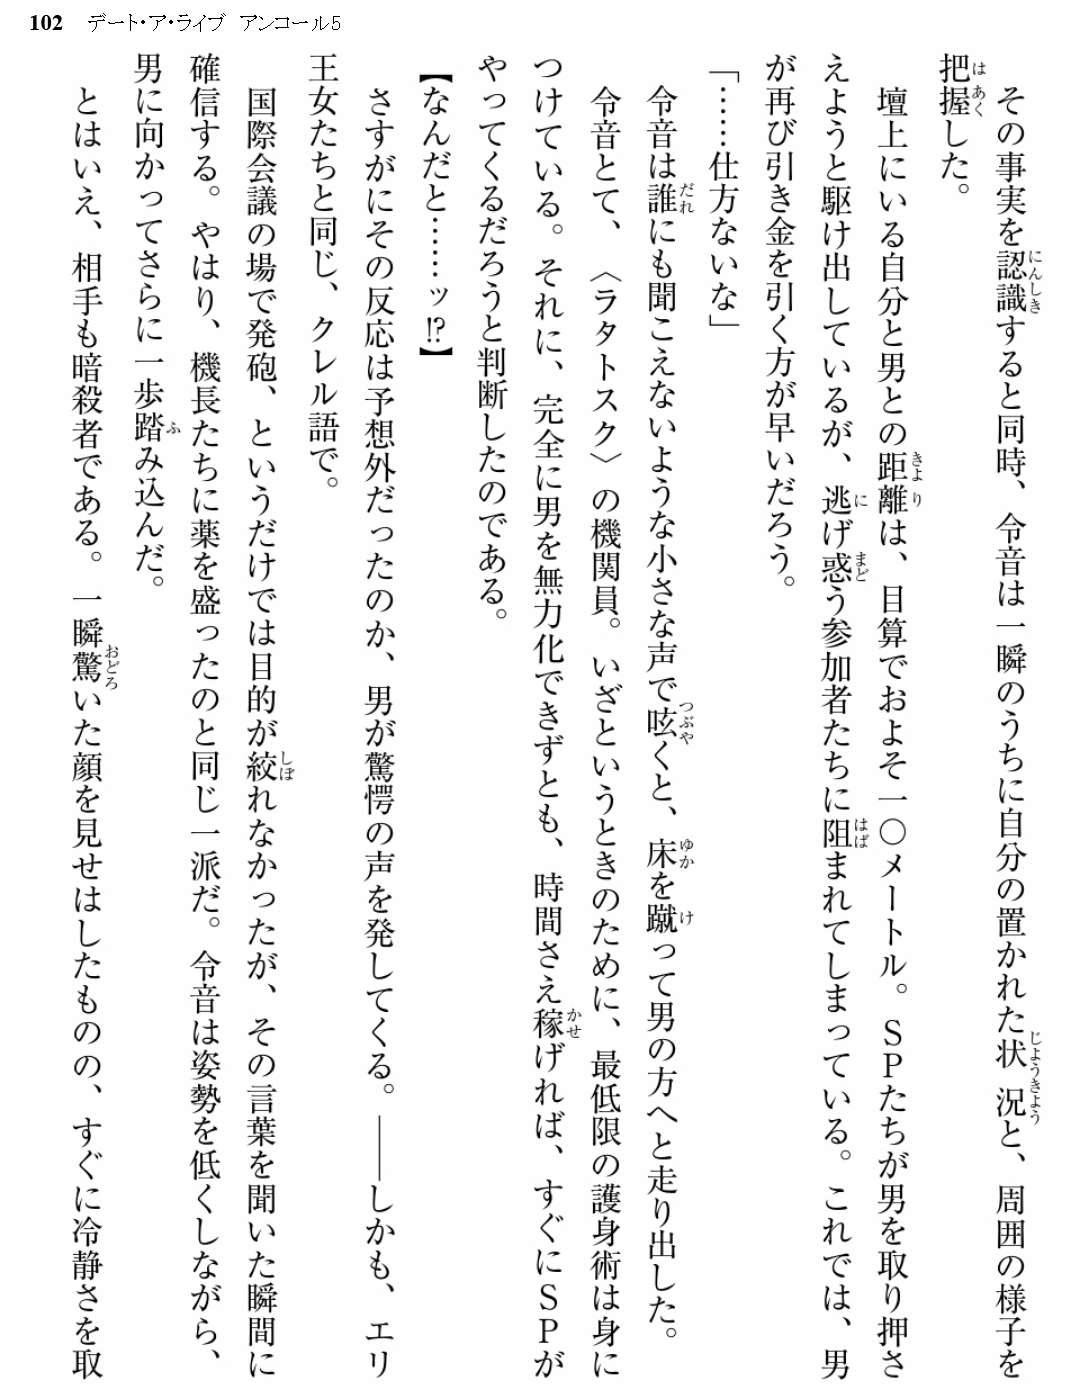 102 デート・ア・ライブ アンコール5
その事実を認識すると同時、令音は一瞬のうちに自分の置かれた状況と、周囲の様子を
把握した。
壇上にいる自分と男との距離は、目算でおよそ一〇メートル。ＳＰたちが男を取り押さ
えようと駆け出しているが、逃げ惑う参加者たちに阻まれてしまっている。これでは、男
が再び引き金を引く方が早いだろう。
「……仕方ないな」
令音は誰にも聞こえないような小さな声で呟くと、床を蹴って男の方へと走り出した。
令音とて、〈ラタトスク〉の機関員。いざというときのために、最低限の護身術は身に
つけている。それに、完全に男を無力化できずとも、時間さえ稼げれば、すぐにＳＰが
やってくるだろうと判断したのである。
【なんだと……ッ⁉】
さすがにその反応は予想外だったのか、男が驚愕の声を発してくる。――しかも、エリ
王女たちと同じ、クレル語で。
国際会議の場で発砲、というだけでは目的が絞れなかったが、その言葉を聞いた瞬間に
確信する。やはり、機長たちに薬を盛ったのと同じ一派だ。令音は姿勢を低くしながら、
男に向かってさらに一歩踏み込んだ。
とはいえ、相手も暗殺者である。一瞬驚いた顔を見せはしたものの、すぐに冷静さを取